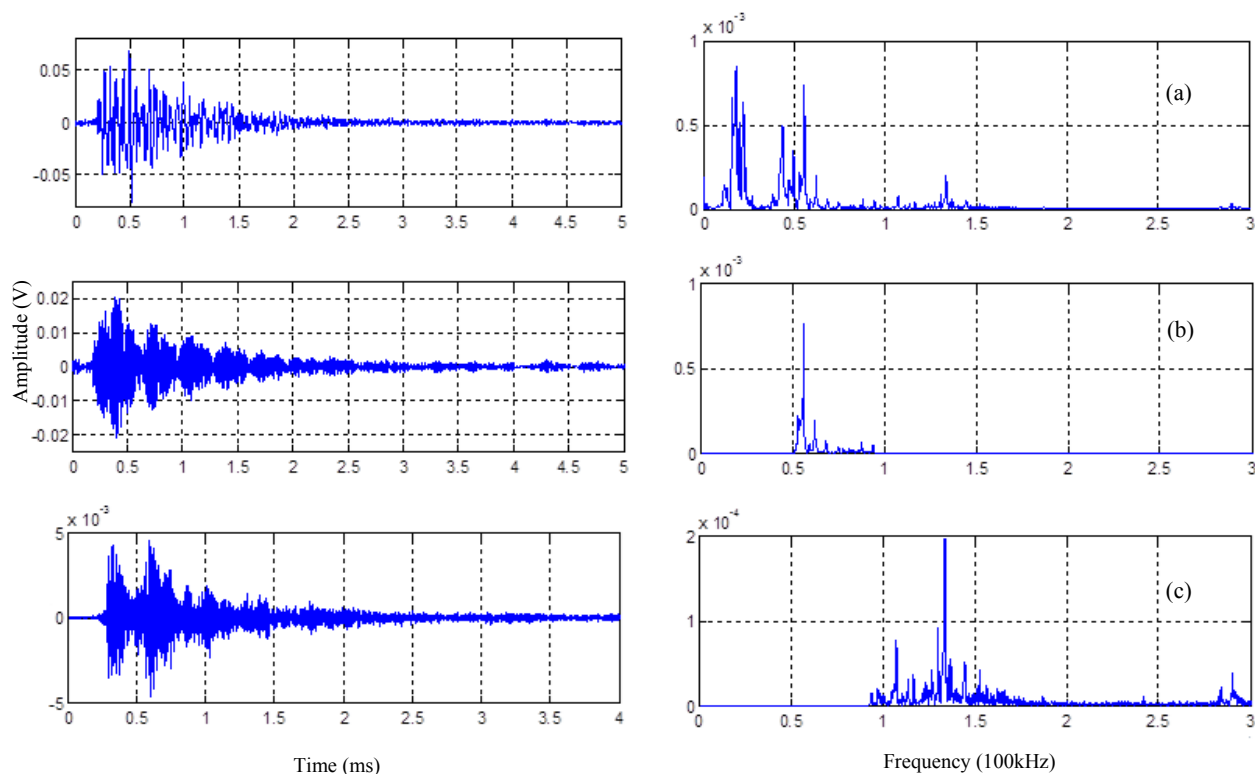 0.05
0
-0.05
0 0.5 1 1.5 2 2.5 3 3.5 4 4.5 5
x 10^-3
1
0.5
0
0 0.5 1 1.5 2 2.5 3
(a)
Amplitude (V)
0.02
0.01
0
-0.01
-0.02
0 0.5 1 1.5 2 2.5 3 3.5 4 4.5 5
x 10^-3
1
0.5
0
0 0.5 1 1.5 2 2.5 3
(b)
x 10^-3
5
0
-5
0 0.5 1 1.5 2 2.5 3 3.5 4
Time (ms)
x 10^-4
2
1
0
0 0.5 1 1.5 2 2.5 3
(c)
Frequency (100kHz)